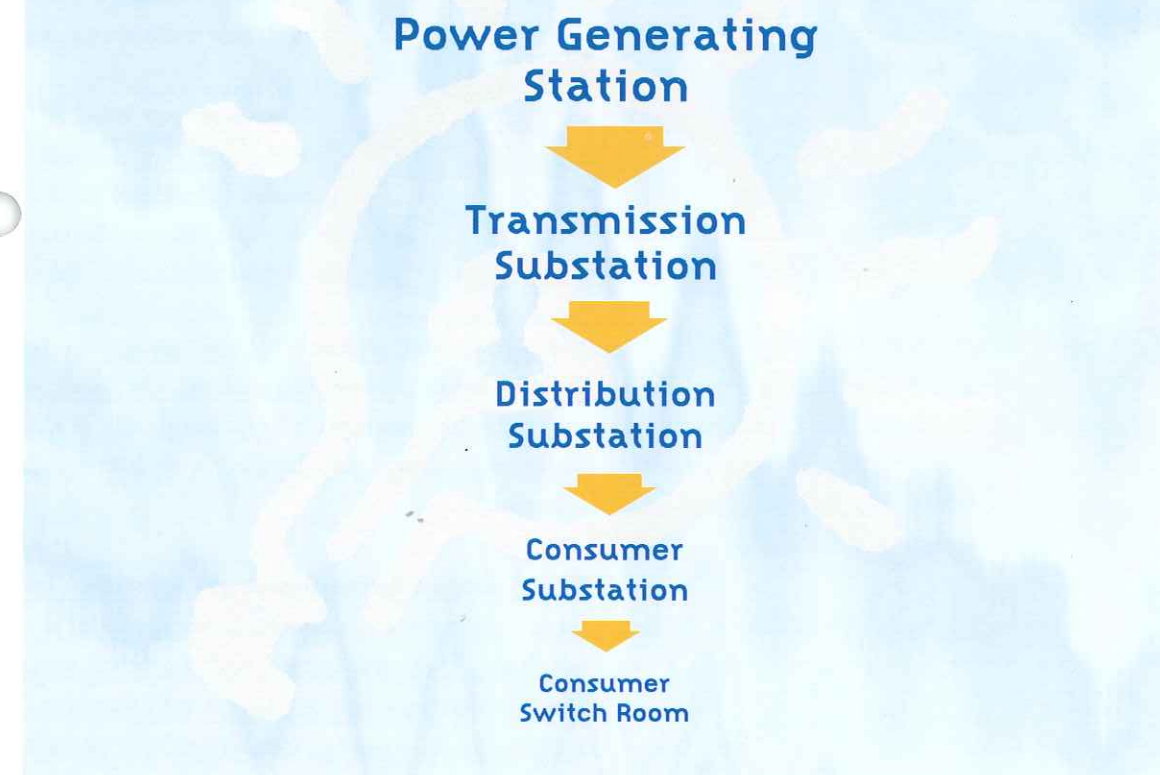 Power Generating
Station
Transmission
Substation
Distribution
Substation
Consumer
Substation
Consumer
Switch Room